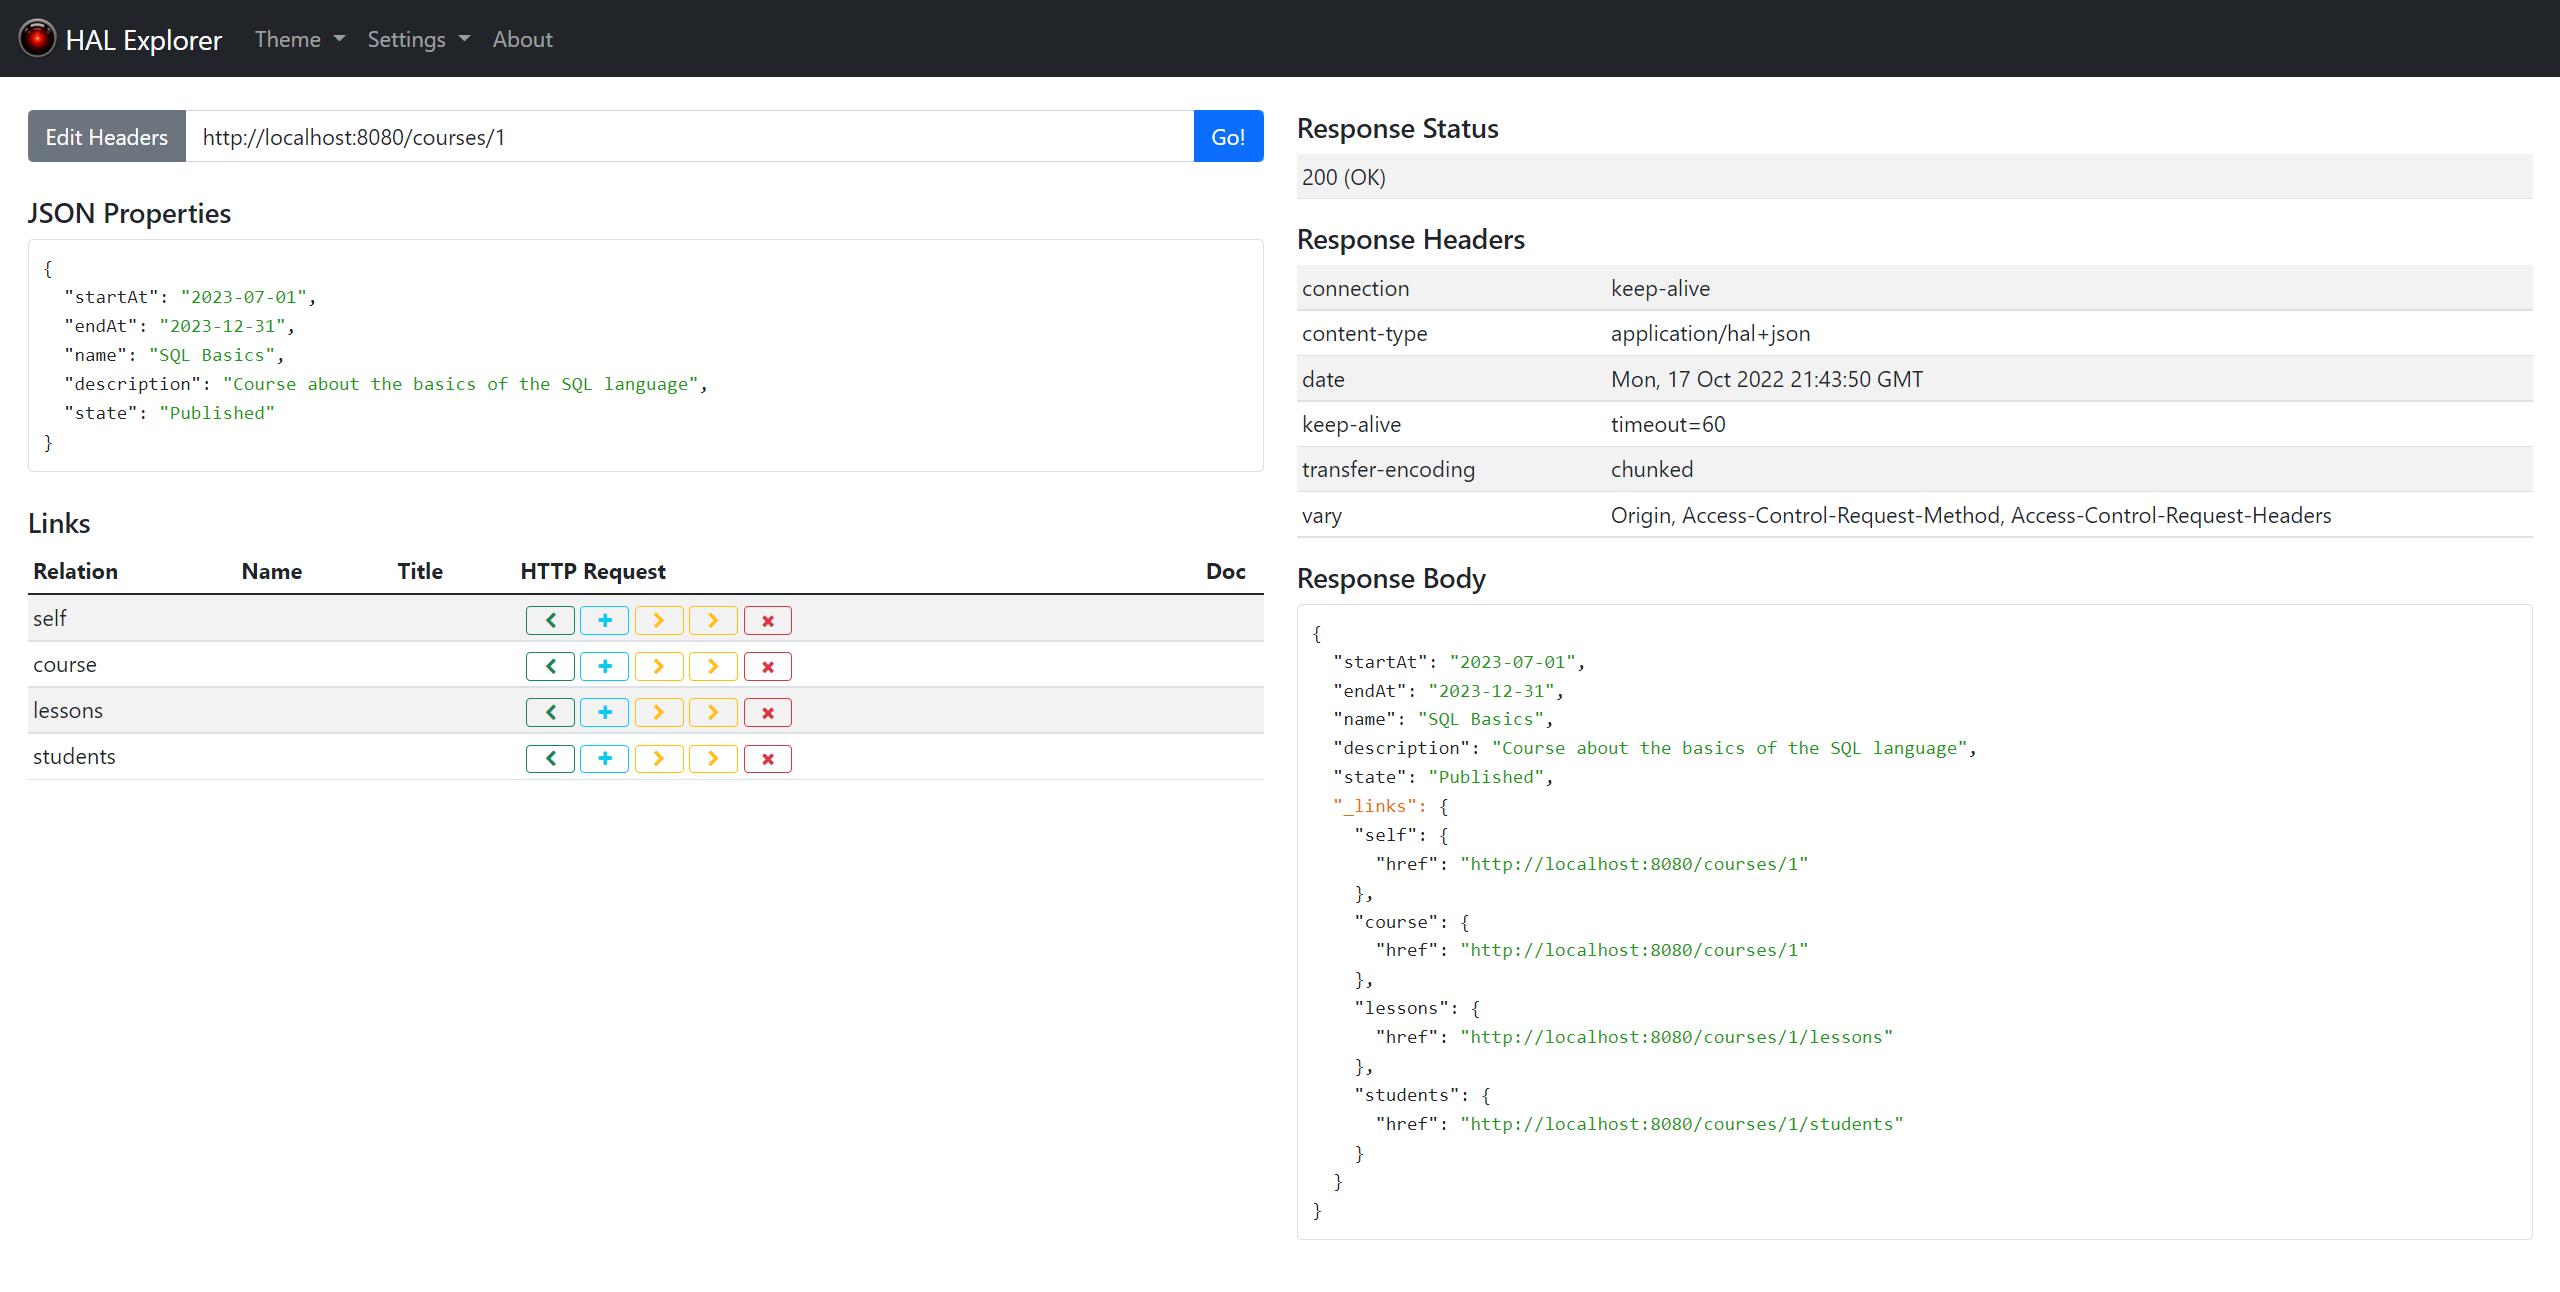 HAL Explorer Theme Settings About
Edit Headers http://localhost:8080/courses/1 Go!
JSON Properties
{
  "startAt": "2023-07-01",
  "endAt": "2023-12-31",
  "name": "SQL Basics",
  "description": "Course about the basics of the SQL language",
  "state": "Published"
}
Links
Relation Name Title HTTP Request Doc
self
course
lessons
students
Response Status
200 (OK)
Response Headers
connection keep-alive
content-type application/hal+json
date Mon, 17 Oct 2022 21:43:50 GMT
keep-alive timeout=60
transfer-encoding chunked
vary Origin, Access-Control-Request-Method, Access-Control-Request-Headers
Response Body
{
  "startAt": "2023-07-01",
  "endAt": "2023-12-31",
  "name": "SQL Basics",
  "description": "Course about the basics of the SQL language",
  "state": "Published",
  "_links": {
    "self": {
      "href": "http://localhost:8080/courses/1"
    },
    "course": {
      "href": "http://localhost:8080/courses/1"
    },
    "lessons": {
      "href": "http://localhost:8080/courses/1/lessons"
    },
    "students": {
      "href": "http://localhost:8080/courses/1/students"
    }
  }
}